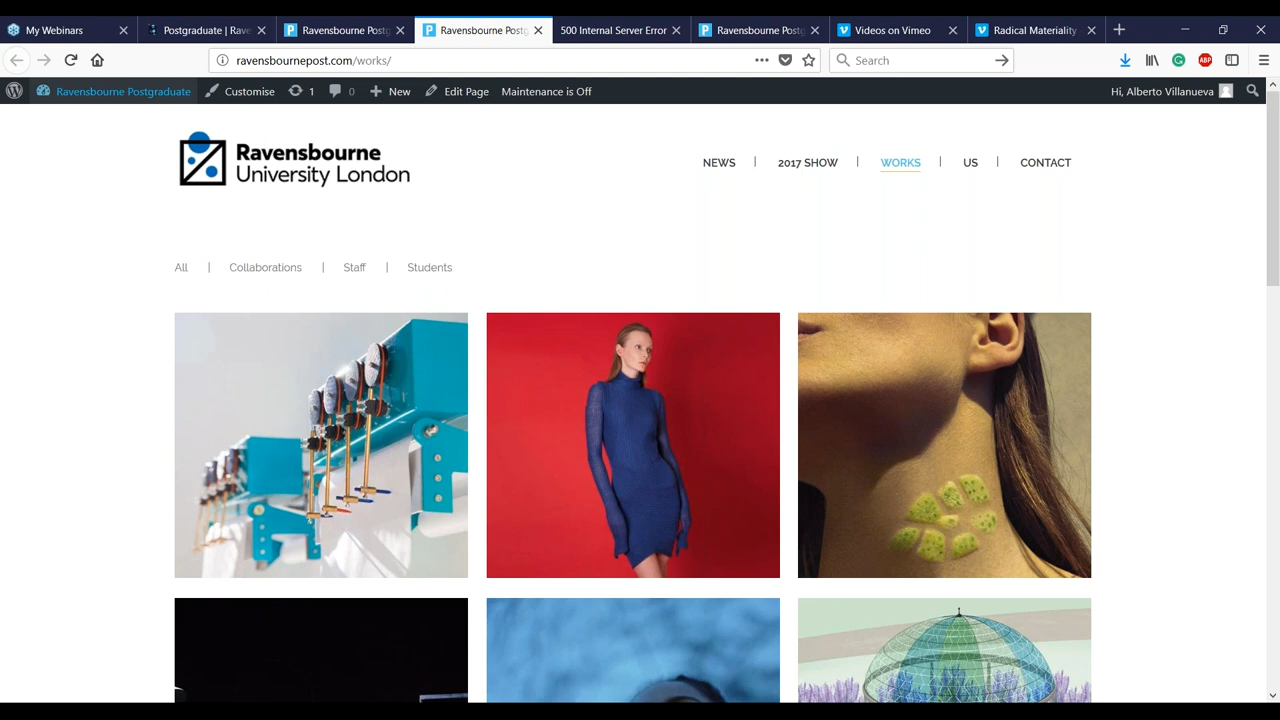 My Webinars
Postgraduate | Rave
Ravensbourne Postg
Ravensbourne Postg
500 Internal Server Error
Ravensbourne Postg
Videos on Vimeo
Radical Materiality
ravensbournepost.com/works/
Search
ABP
Ravensbourne Postgraduate
Customise
1
0
New
Edit Page
Maintenance is Off
Hi, Alberto Villanueva
Ravensbourne
University London
NEWS | 2017 SHOW | WORKS | US | CONTACT
All | Collaborations | Staff | Students